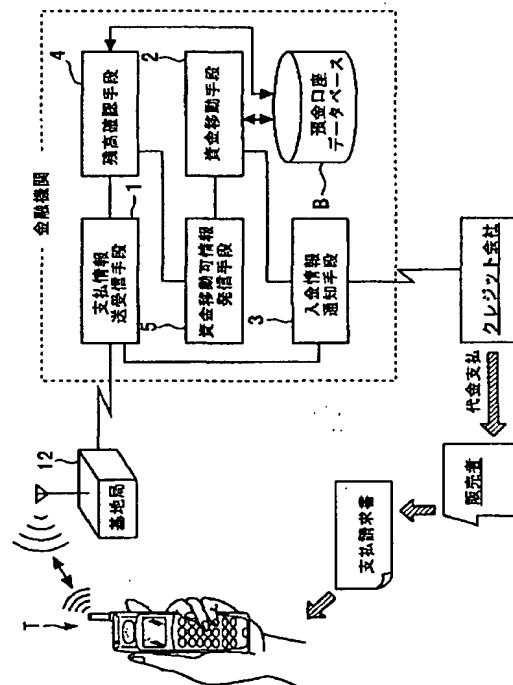 金融機関
4
残高確認手段
2
資金移動手段
預金口座
データベース
B
1
支払情報
送受信手段
5
資金移動可情報
発信手段
3
入金情報
通知手段
12
基地局
T
クレジット会社
代金支払
販売者
支払請求書